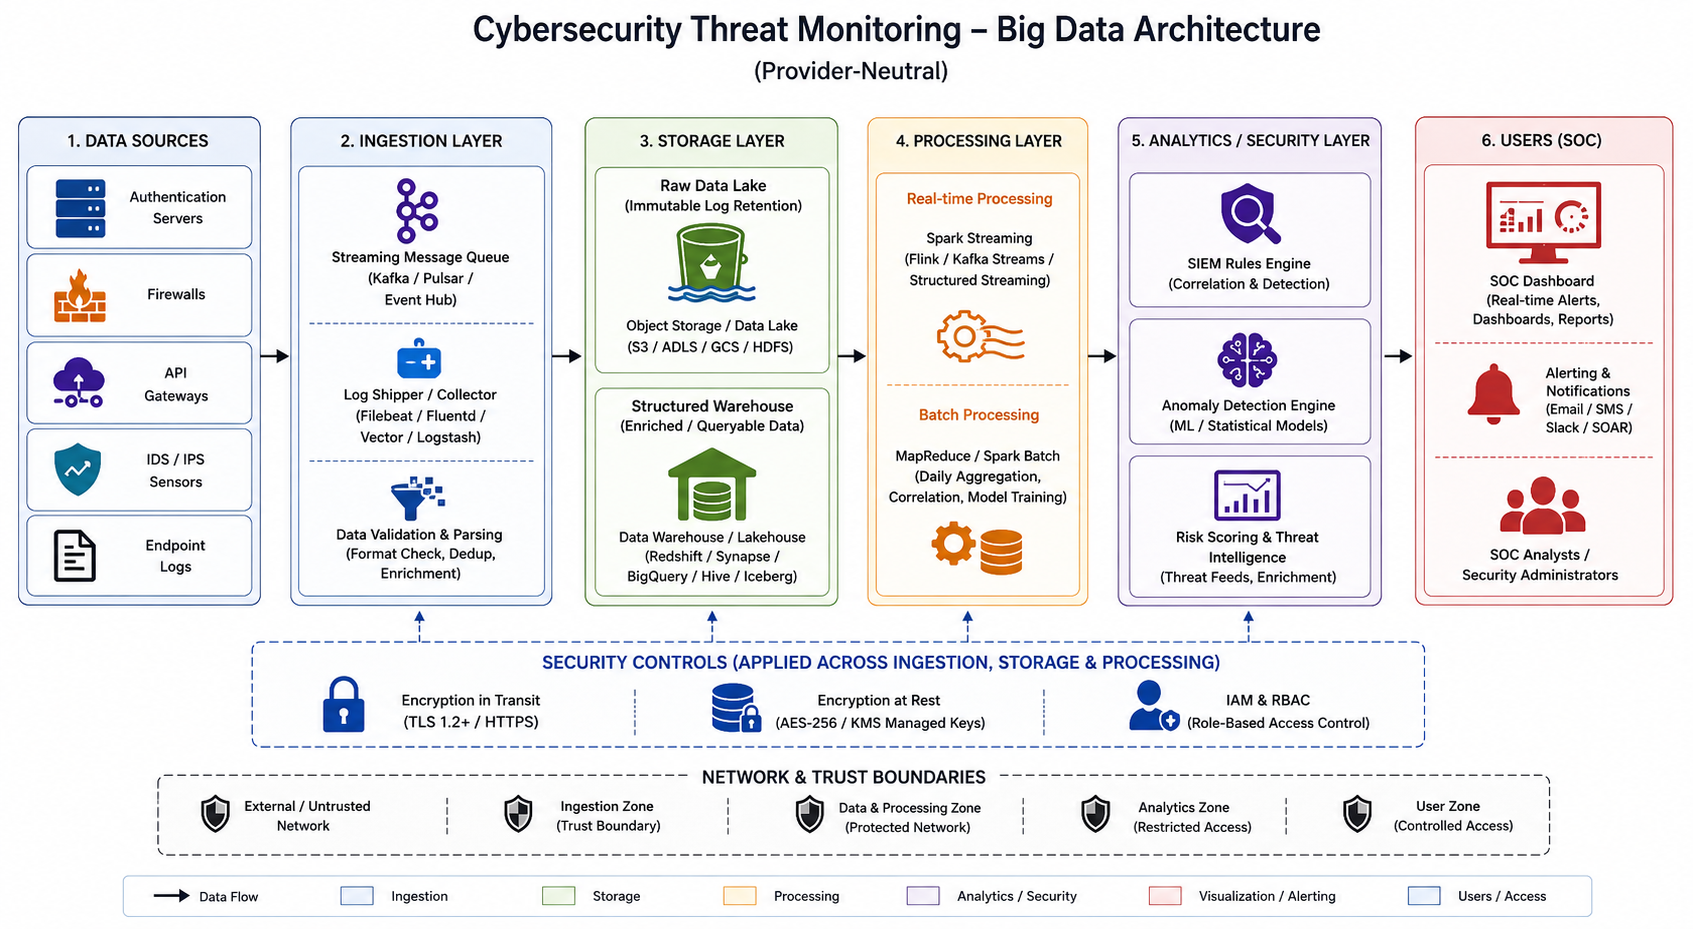 Cybersecurity Threat Monitoring – Big Data Architecture
(Provider-Neutral)
1. DATA SOURCES
Authentication
Servers
Firewalls
API
Gateways
IDS / IPS
Sensors
Endpoint
Logs
2. INGESTION LAYER
Streaming Message Queue
(Kafka / Pulsar /
Event Hub)
Log Shipper / Collector
(Filebeat / Fluentd /
Vector / Logstash)
Data Validation & Parsing
(Format Check, Dedup,
Enrichment)
3. STORAGE LAYER
Raw Data Lake
(Immutable Log Retention)
Object Storage / Data Lake
(S3 / ADLS / GCS / HDFS)
Structured Warehouse
(Enriched / Queryable Data)
Data Warehouse / Lakehouse
(Redshift / Synapse /
BigQuery / Hive / Iceberg)
4. PROCESSING LAYER
Real-time Processing
Spark Streaming
(Flink / Kafka Streams /
Structured Streaming)
Batch Processing
MapReduce / Spark Batch
(Daily Aggregation,
Correlation, Model Training)
5. ANALYTICS / SECURITY LAYER
SIEM Rules Engine
(Correlation & Detection)
Anomaly Detection Engine
(ML / Statistical Models)
Risk Scoring & Threat
Intelligence
(Threat Feeds, Enrichment)
6. USERS (SOC)
SOC Dashboard
(Real-time Alerts,
Dashboards, Reports)
Alerting &
Notifications
(Email / SMS /
Slack / SOAR)
SOC Analysts /
Security Administrators
SECURITY CONTROLS (APPLIED ACROSS INGESTION, STORAGE & PROCESSING)
Encryption in Transit
(TLS 1.2+ / HTTPS)
Encryption at Rest
(AES-256 / KMS Managed Keys)
IAM & RBAC
(Role-Based Access Control)
NETWORK & TRUST BOUNDARIES
External / Untrusted
Network
Ingestion Zone
(Trust Boundary)
Data & Processing Zone
(Protected Network)
Analytics Zone
(Restricted Access)
User Zone
(Controlled Access)
Data Flow
Ingestion
Storage
Processing
Analytics / Security
Visualization / Alerting
Users / Access